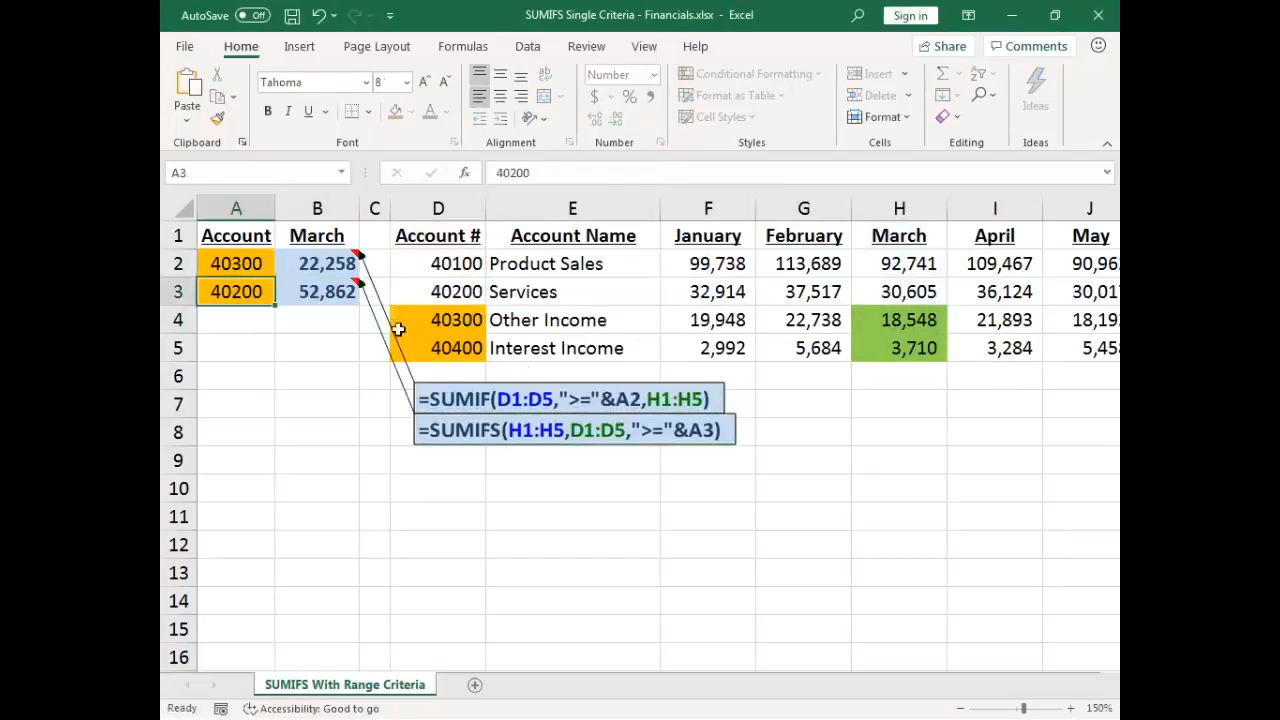 AutoSave Off SUMIFS Single Criteria - Financials.xlsx - Excel Sign in
File Home Insert Page Layout Formulas Data Review View Help Share Comments
Paste Tahoma 8 Number Conditional Formatting Format as Table Cell Styles Insert Delete Format Ideas
Clipboard Font Alignment Number Styles Cells Editing Ideas
A3 fx 40200
A B C D E F G H I J
1 Account March Account # Account Name January February March April May
2 40300 22,258 40100 Product Sales 99,738 113,689 92,741 109,467 90,96
3 40200 52,862 40200 Services 32,914 37,517 30,605 36,124 30,01
4 40300 Other Income 19,948 22,738 18,548 21,893 18,19
5 40400 Interest Income 2,992 5,684 3,710 3,284 5,45
6
=SUMIF(D1:D5,">="&A2,H1:H5)
7
=SUMIFS(H1:H5,D1:D5,">="&A3)
8
9
10
11
12
13
14
15
16
SUMIFS With Range Criteria
Ready Accessibility: Good to go 150%